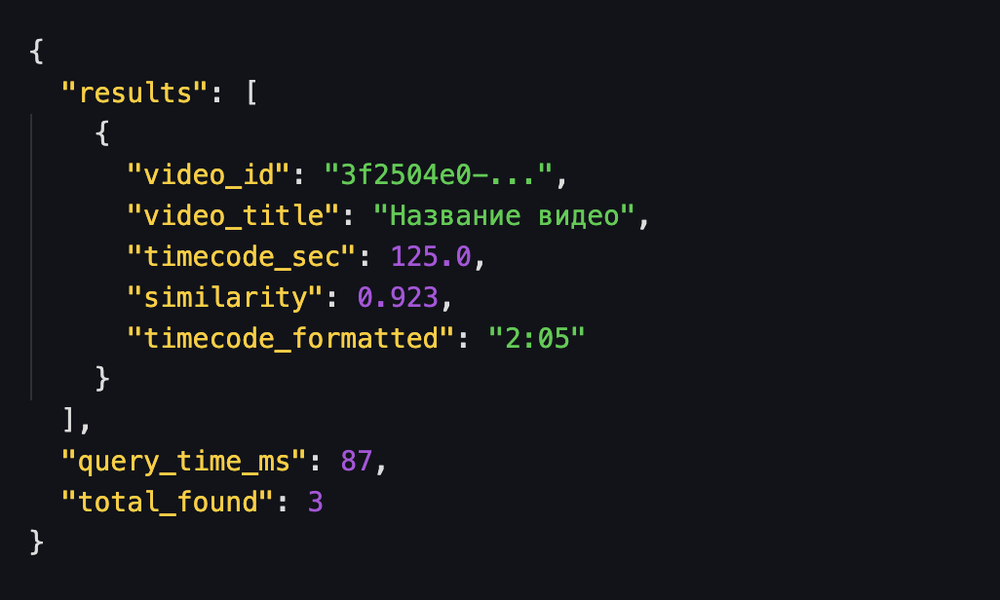 {
  "results": [
    {
      "video_id": "3f2504e0-...",
      "video_title": "Название видео",
      "timecode_sec": 125.0,
      "similarity": 0.923,
      "timecode_formatted": "2:05"
    }
  ],
  "query_time_ms": 87,
  "total_found": 3
}